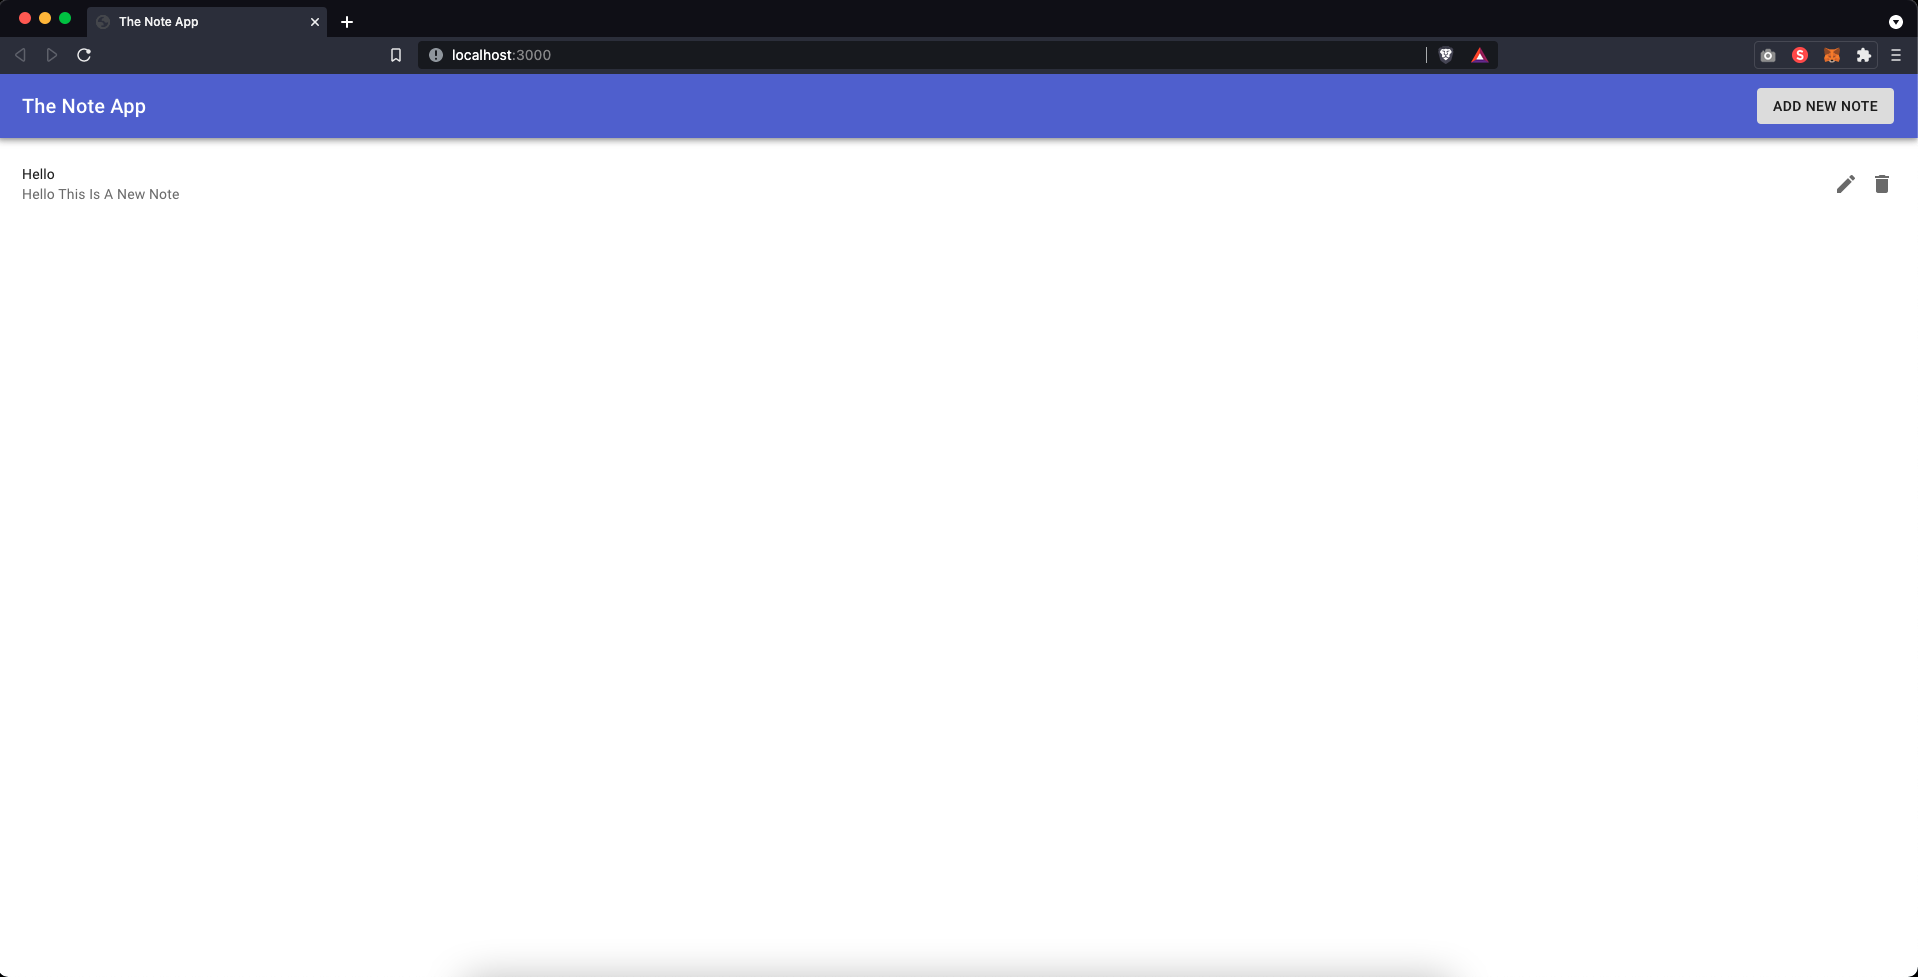 The Note App
localhost:3000
The Note App
ADD NEW NOTE
Hello
Hello This Is A New Note